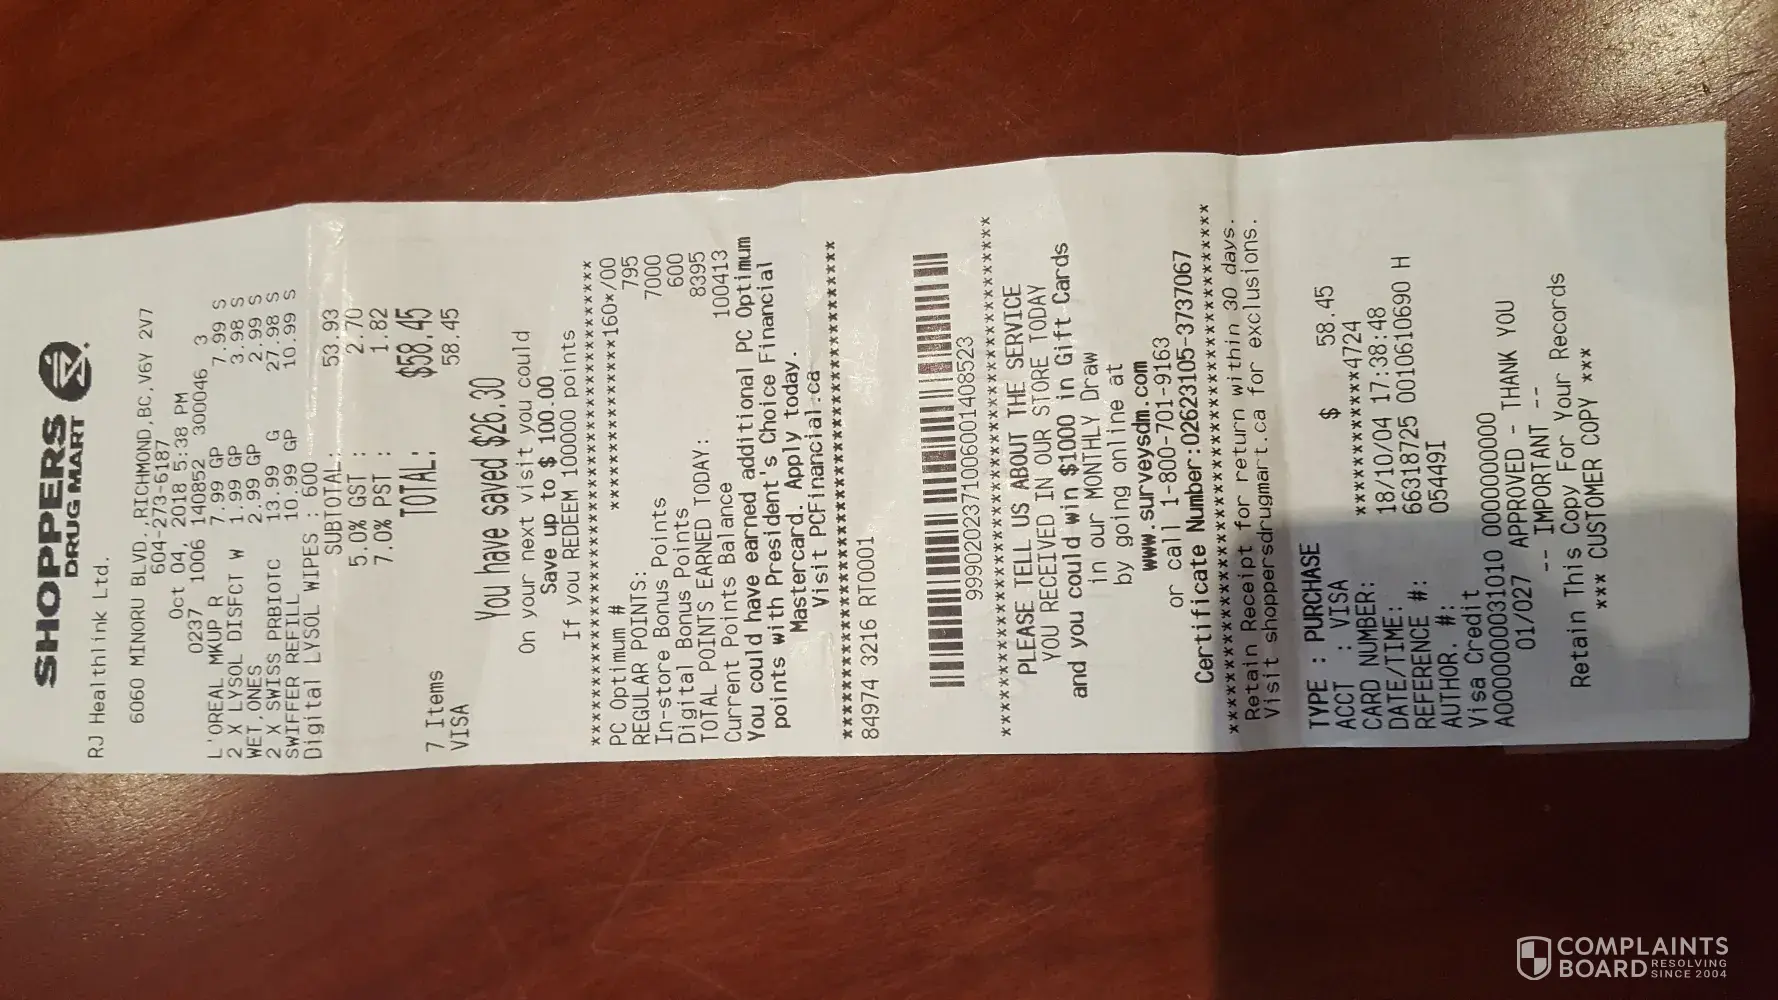 SHOPPERS
DRUG MART
RJ Healthlink Ltd.
6060 MINORU BLVD.,RICHMOND,BC,V6Y 2V7
604-273-6187
Oct 04, 2018 5:38 PM
0237 1006 140852 300046 3
L'OREAL MKUP R 7.99 GP 7.99 S
2 X LYSOL DISFCT W 1.99 GP 3.98 S
WET,ONES 2.99 GP 2.99 S
2 X SWISS PRBIOTC 13.99 G 27.98 S
SWIFFER REFILL 10.99 GP 10.99 S
Digital LYSOL WIPES : 600
SUBTOTAL: 53.93
5.0% GST : 2.70
7.0% PST : 1.82
TOTAL: $58.45
7 Items
VISA 58.45
You have saved $26.30
On your next visit you could
Save up to $ 100.00
If you REDEEM 100000 points
****************************************
PC Optimum # **************160*/00
REGULAR POINTS: 795
In-store Bonus Points 7000
Digital Bonus Points 600
TOTAL POINTS EARNED TODAY: 8395
Current Points Balance 100413
You could have earned additional PC Optimum
points with President's Choice Financial
Mastercard. Apply today.
Visit PCFinancial.ca
****************************************
84974 3216 RT0001
9990202371006001408523
****************************************
PLEASE TELL US ABOUT THE SERVICE
YOU RECEIVED IN OUR STORE TODAY
and you could win $1000 in Gift Cards
in our MONTHLY Draw
by going online at
www.surveysdm.com
or call 1-800-701-9163
Certificate Number:02623105-3737067
****************************************
Retain Receipt for return within 30 days.
Visit shoppersdrugmart.ca for exclusions.
TYPE : PURCHASE
ACCT : VISA $ 58.45
CARD NUMBER: ************4724
DATE/TIME: 18/10/04 17:38:48
REFERENCE #: 66318725 0010610690 H
AUTHOR. #: 05549I
Visa Credit
A0000000031010 0000000000
01/027 APPROVED - THANK YOU
-- IMPORTANT --
Retain This Copy For Your Records
*** CUSTOMER COPY ***
COMPLAINTS
BOARD RESOLVING
SINCE 2004